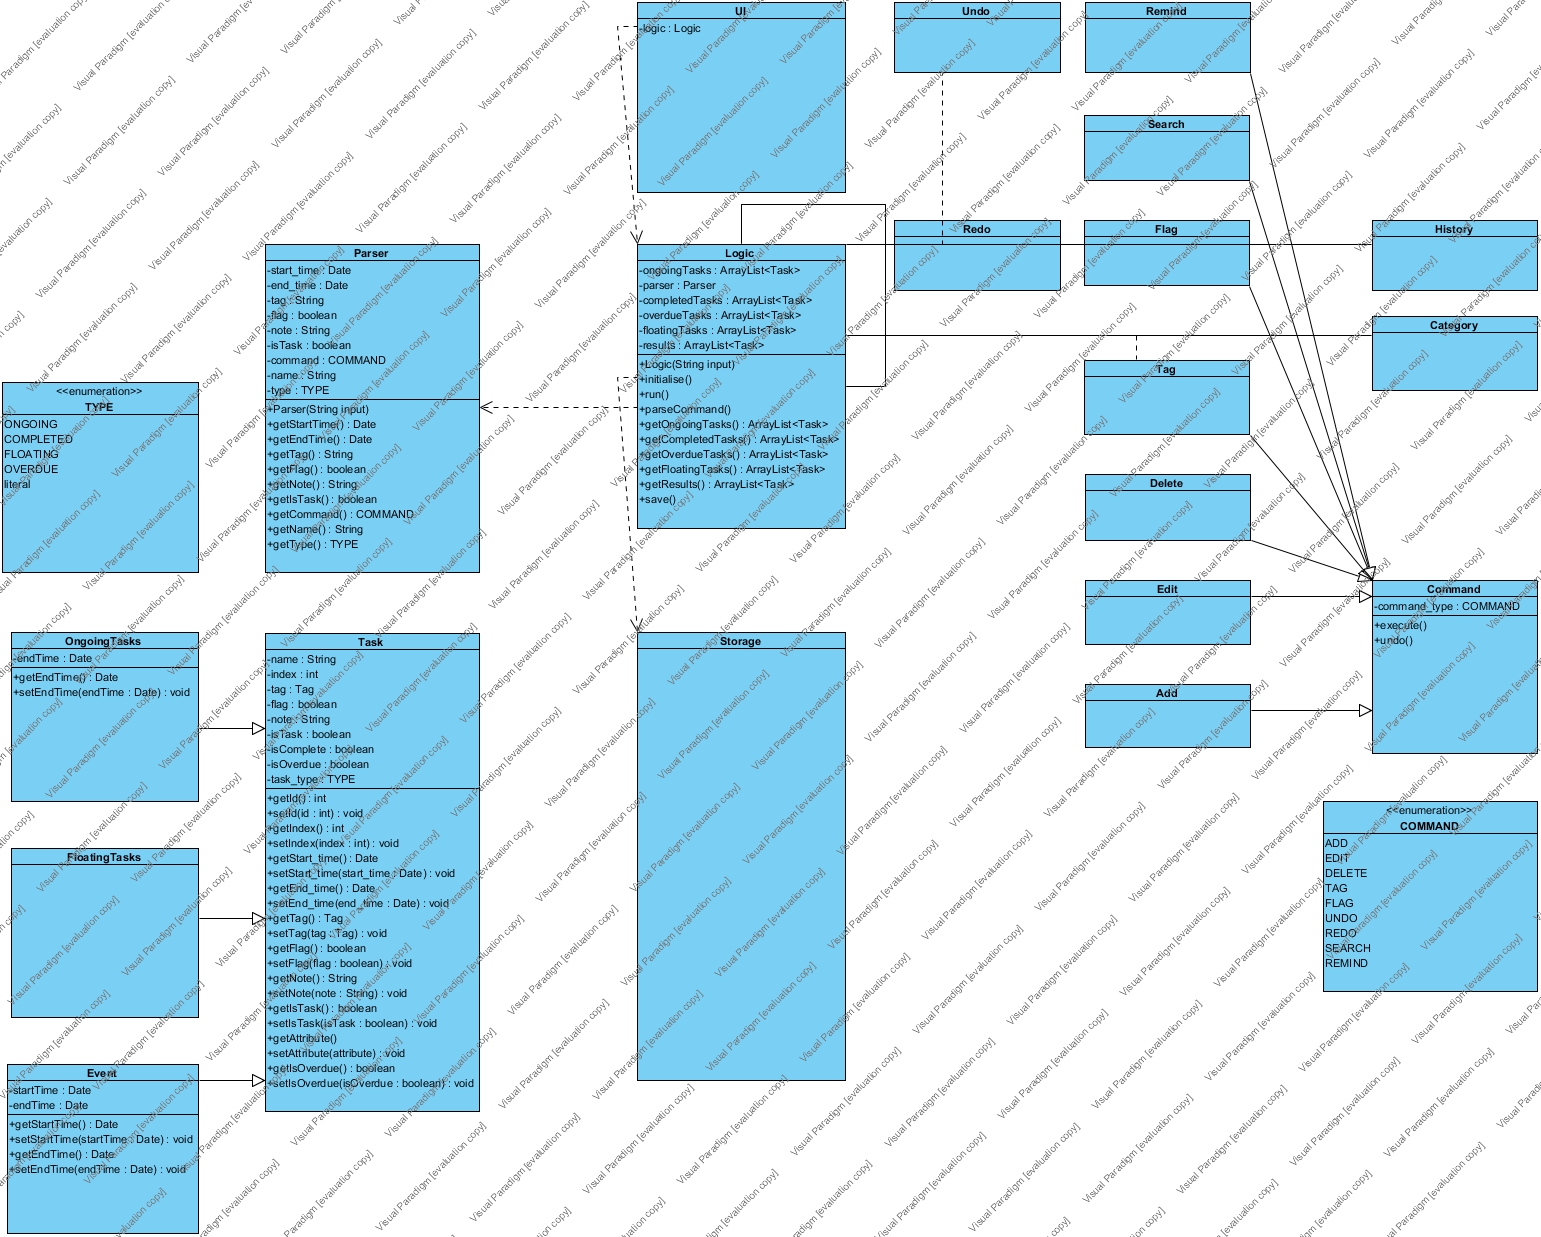 UI
-logic : Logic
Undo
Remind
Search
Parser
-start_time : Date
-end_time : Date
-tag : String
-flag : boolean
-note : String
-isTask : boolean
-command : COMMAND
-name : String
-type : TYPE
+Parser(String input)
+getStartTime() : Date
+getEndTime() : Date
+getTag() : String
+getFlag() : boolean
+getNote() : String
+getIsTask() : boolean
+getCommand() : COMMAND
+getName() : String
+getType() : TYPE
Logic
-ongoingTasks : ArrayList<Task>
-parser : Parser
-completedTasks : ArrayList<Task>
-overdueTasks : ArrayList<Task>
-floatingTasks : ArrayList<Task>
-results : ArrayList<Task>
+Logic(String input)
+initialise()
+run()
+parseCommand()
+getOngoingTasks() : ArrayList<Task>
+getCompletedTasks() : ArrayList<Task>
+getOverdueTasks() : ArrayList<Task>
+getFloatingTasks() : ArrayList<Task>
+getResults() : ArrayList<Task>
+save()
Redo
Flag
History
Category
Tag
<<enumeration>>
TYPE
ONGOING
COMPLETED
FLOATING
OVERDUE
literal
Delete
Edit
Add
Command
-command_type : COMMAND
+execute()
+undo()
OngoingTasks
-endTime : Date
+getEndTime() : Date
+setEndTime(endTime : Date) : void
Task
-name : String
-index : int
-tag : Tag
-flag : boolean
-note : String
-isTask : boolean
-isComplete : boolean
-isOverdue : boolean
-task_type : TYPE
+getId() : int
+setId(id : int) : void
+getIndex() : int
+setIndex(index : int) : void
+getStart_time() : Date
+setStart_time(start_time : Date) : void
+getEnd_time() : Date
+setEnd_time(end_time : Date) : void
+getTag() : Tag
+setTag(tag : Tag) : void
+getFlag() : boolean
+setFlag(flag : boolean) : void
+getNote() : String
+setNote(note : String) : void
+getIsTask() : boolean
+setIsTask(isTask : boolean) : void
+getAttribute()
+setAttribute(attribute) : void
+getIsOverdue() : boolean
+setIsOverdue(isOverdue : boolean) : void
Storage
<<enumeration>>
COMMAND
ADD
EDIT
DELETE
TAG
FLAG
UNDO
REDO
SEARCH
REMIND
FloatingTasks
Event
-startTime : Date
-endTime : Date
+getStartTime() : Date
+setStartTime(startTime : Date) : void
+getEndTime() : Date
+setEndTime(endTime : Date) : void
Visual Paradigm [evaluation copy]